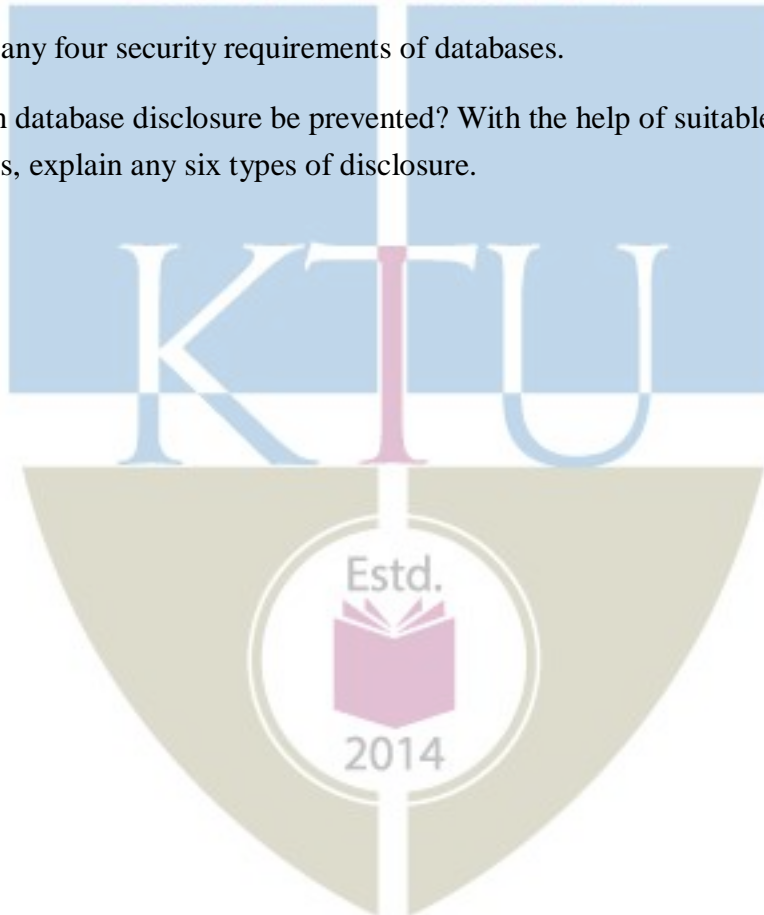 any four security requirements of databases.
n database disclosure be prevented? With the help of suitable
s, explain any six types of disclosure.
KTU
Estd.
2014